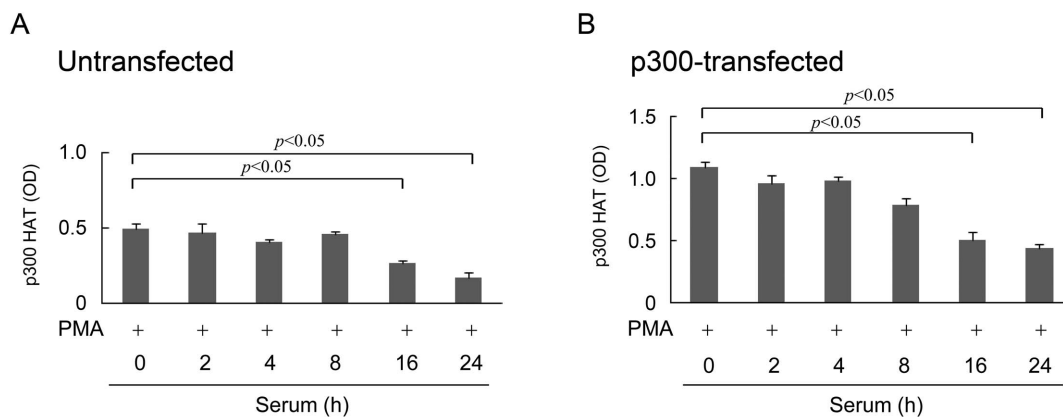 A
Untransfected
p<0.05
p<0.05
p300 HAT (OD)
1.0
0.5
0
PMA + + + + + +
0 2 4 8 16 24
Serum (h)
B
p300-transfected
p<0.05
p<0.05
p300 HAT (OD)
1.5
1.0
0.5
0
PMA + + + + + +
0 2 4 8 16 24
Serum (h)